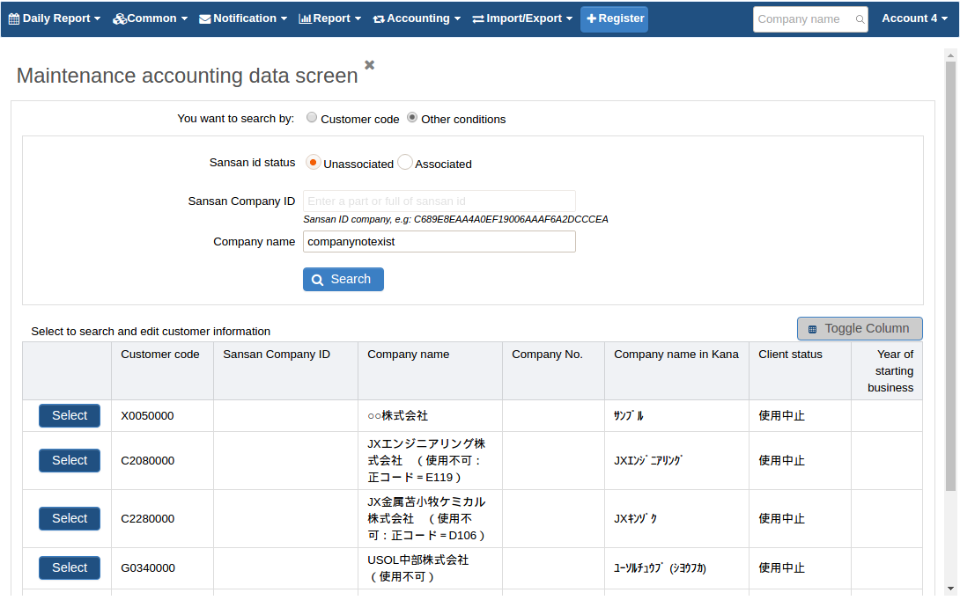 Daily Report Common Notification Report Accounting Import/Export Register Company name Account 4
Maintenance accounting data screen
You want to search by: Customer code Other conditions
Sansan id status Unassociated Associated
Sansan Company ID Enter a part or full of sansan id
Sansan ID company, e.g: C689E8EAA4A0EF19006AAAF6A2DCCCEA
Company name companynotexist
Search
Select to search and edit customer information
Toggle Column
Customer code Sansan Company ID Company name Company No. Company name in Kana Client status Year of
starting
business
Select X0050000 ○○株式会社 ｻﾝﾌﾟﾙ 使用中止
JXエンジニアリング株
Select C2080000 式会社　（使用不可： JXｴﾝｼﾞﾆｱﾘﾝｸﾞ 使用中止
正コード＝E119）
JX金属苫小牧ケミカル
Select C2280000 株式会社　（使用不 JXｷﾝｿﾞｸ 使用中止
可：正コード＝D106）
USOL中部株式会社
Select G0340000 ﾕｰｿﾙﾁｭｳﾌﾞ(ｼﾖｳﾌｶ) 使用中止
（使用不可）